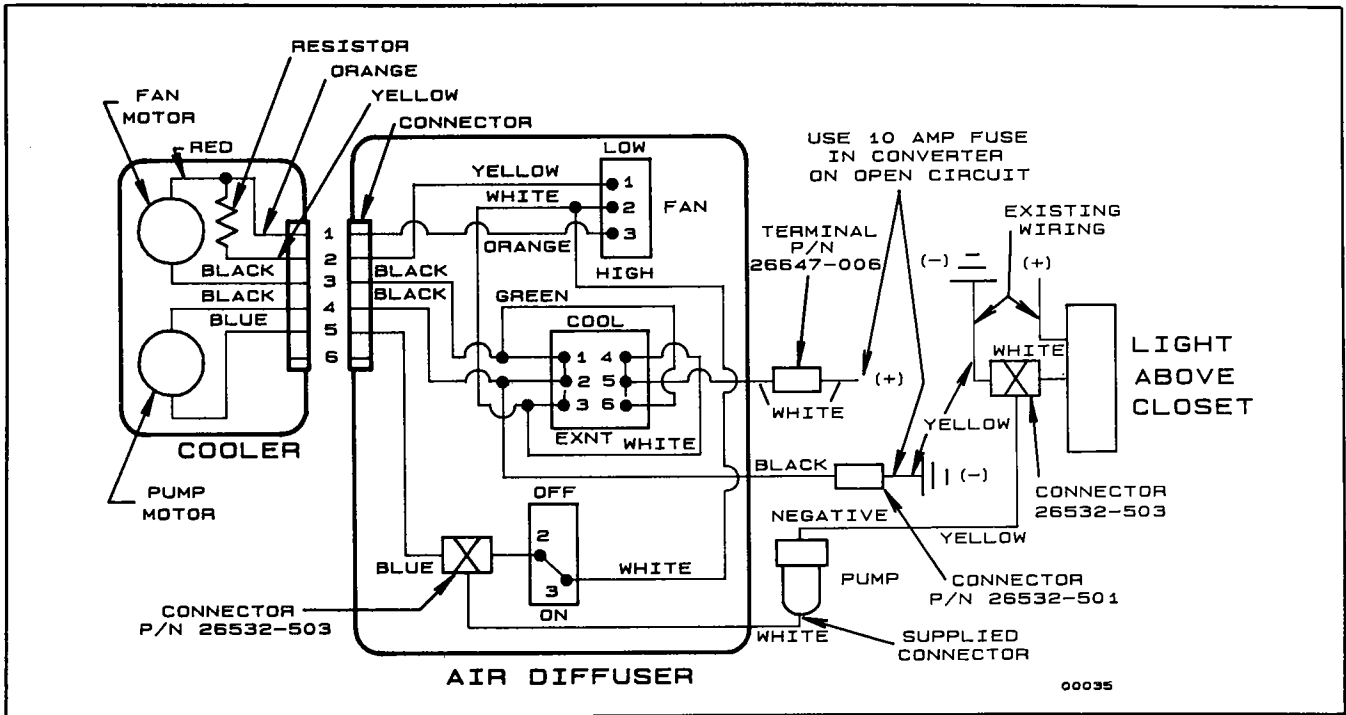 RESISTOR
ORANGE
YELLOW
CONNECTOR
FAN
MOTOR
RED
BLACK
BLACK
BLUE
1
2
3
4
5
6
COOLER
PUMP
MOTOR
YELLOW
WHITE
ORANGE
LOW
1
2
3
FAN
HIGH
BLACK
BLACK
GREEN
COOL
1 4
2 5
3 6
EXNT
WHITE
BLACK
OFF
2
3
ON
BLUE
WHITE
CONNECTOR
P/N 26532-503
AIR DIFFUSER
USE 10 AMP FUSE
IN CONVERTER
ON OPEN CIRCUIT
TERMINAL
P/N
26647-006
(+)
WHITE
EXISTING
WIRING
(-)
(+)
WHITE
LIGHT
ABOVE
CLOSET
YELLOW
(-)
CONNECTOR
26532-503
NEGATIVE
YELLOW
PUMP
CONNECTOR
P/N 26532-501
WHITE
SUPPLIED
CONNECTOR
00035